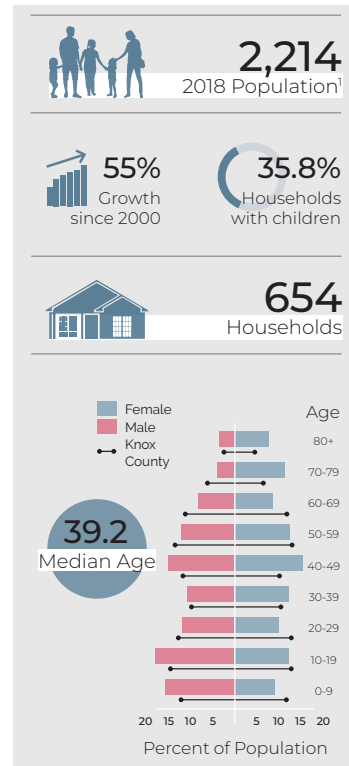 2,214
2018 Population¹
55%
Growth
since 2000
35.8%
Households
with children
654
Households
Female
Male
Knox
County
Age
80+
70-79
60-69
50-59
40-49
30-39
20-29
10-19
0-9
39.2
Median Age
20 15 10 5 5 10 15 20
Percent of Population